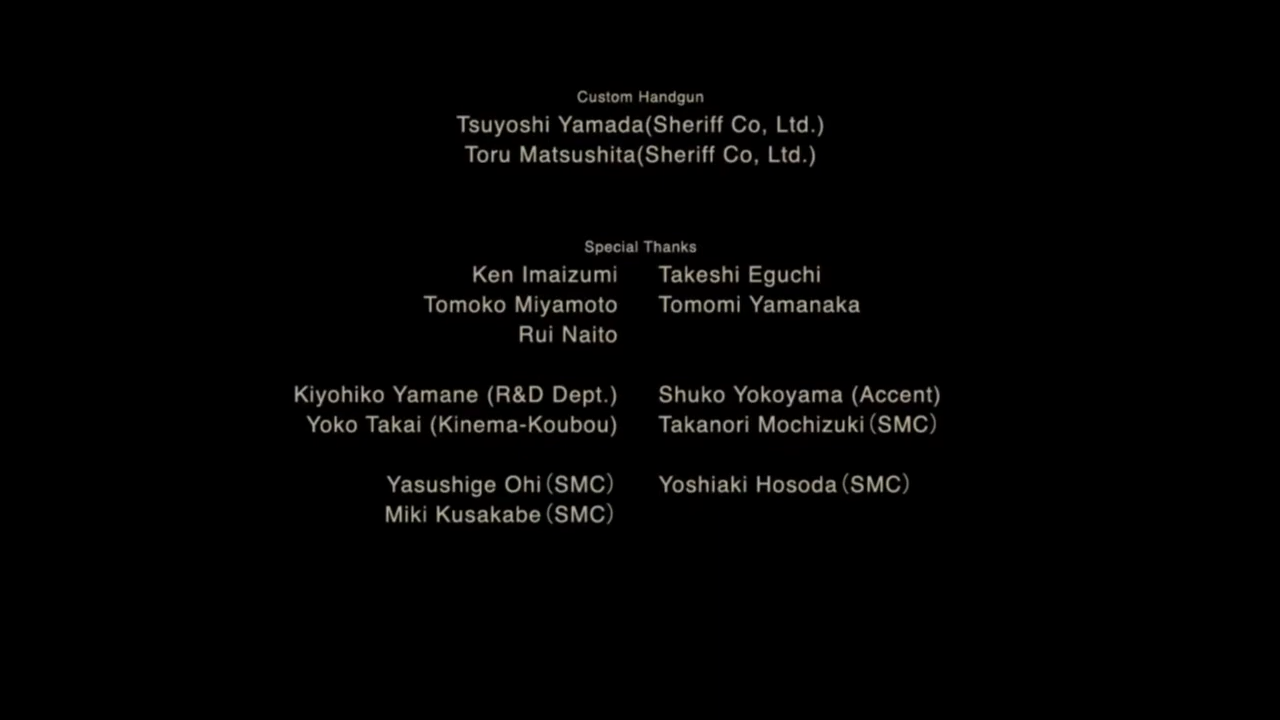 Custom Handgun
Tsuyoshi Yamada(Sheriff Co, Ltd.)
Toru Matsushita(Sheriff Co, Ltd.)
Special Thanks
Ken Imaizumi Takeshi Eguchi
Tomoko Miyamoto Tomomi Yamanaka
Rui Naito
Kiyohiko Yamane (R&D Dept.) Shuko Yokoyama (Accent)
Yoko Takai (Kinema-Koubou) Takanori Mochizuki（SMC）
Yasushige Ohi（SMC） Yoshiaki Hosoda（SMC）
Miki Kusakabe（SMC）